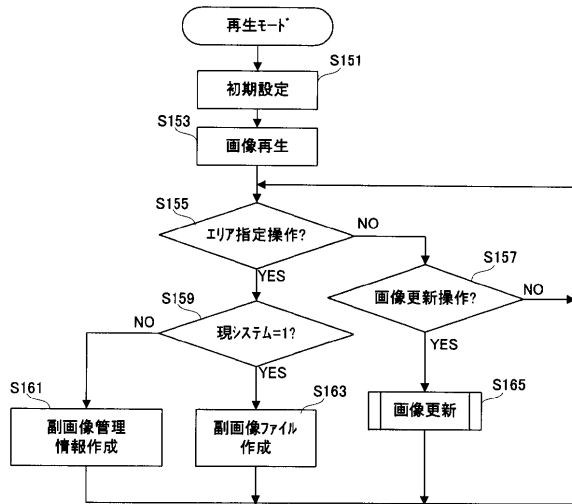 再生モード
S151
初期設定
S153
画像再生
S155
エリア指定操作?
NO
YES
S157
画像更新操作?
NO
YES
S159
現システム=1?
NO
YES
S161
副画像管理
情報作成
S163
副画像ファイル
作成
S165
画像更新